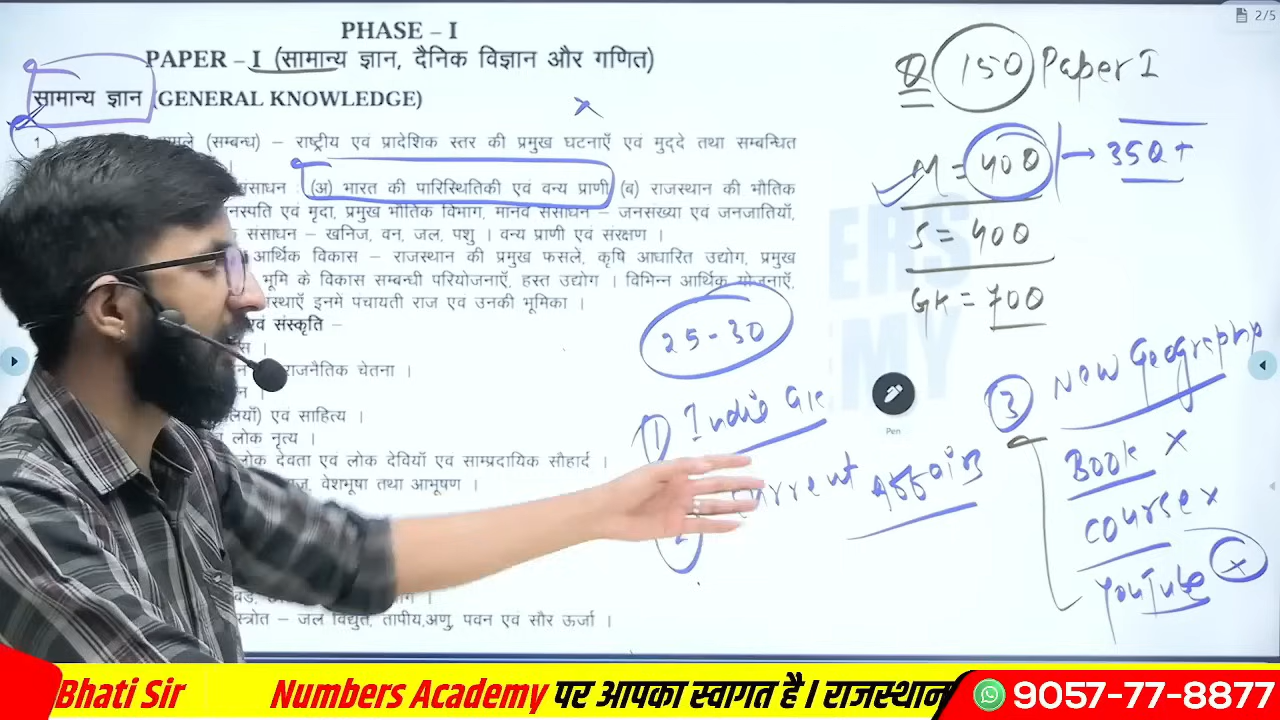 2/5
PHASE – I
PAPER – I (सामान्य ज्ञान, दैनिक विज्ञान और गणित)
सामान्य ज्ञान (GENERAL KNOWLEDGE)
1. (सम्बन्ध) – राष्ट्रीय एवं प्रादेशिक स्तर की प्रमुख घटनाएँ एवं मुद्दे तथा सम्बन्धित
(अ) भारत की पारिस्थितिकी एवं वन्य प्राणी (ब) राजस्थान की भौतिक
मृदा, प्रमुख भौतिक विभाग, मानव संसाधन – जनसंख्या एवं जनजातियाँ,
संसाधन – खनिज, वन, जल, पशु । वन्य प्राणी एवं संरक्षण ।
आर्थिक विकास – राजस्थान की प्रमुख फसलें, कृषि आधारित उद्योग, प्रमुख
भूमि के विकास सम्बन्धी परियोजनाएँ, हस्त उद्योग । विभिन्न आर्थिक योजनाएँ,
इनमे पचायती राज एवं उनकी भूमिका ।
एवं संस्कृति –
राजनैतिक चेतना ।
एवं साहित्य ।
लोक नृत्य ।
लोक देवता एवं लोक देवियाँ एवं साम्प्रदायिक सौहार्द ।
वेशभूषा तथा आभूषण ।
स्त्रोत – जल विद्युत, तापीय,अणु, पवन एवं सौर ऊर्जा ।
Q 150 Paper I
M = 400 → 350 +
S = 400
GK = 700
25-30
1 India GK
Current Affairs
3 New Geography
Book x
Course x
YouTube x
Pen
Bhati Sir
Numbers Academy पर आपका स्वागत है । राजस्थान
9057-77-8877